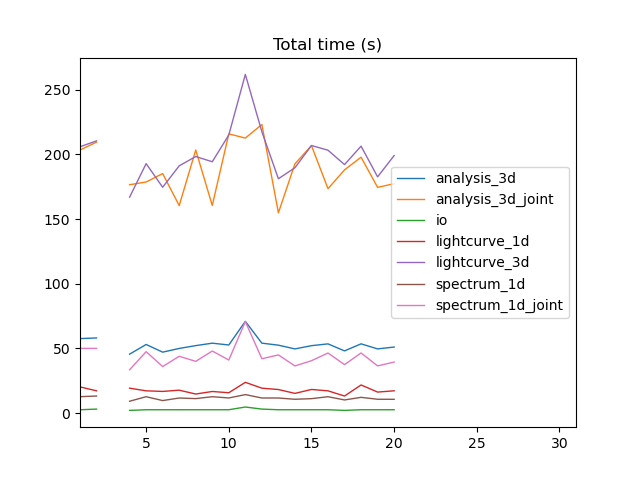 Total time (s)
250
200
150
100
50
0
analysis_3d
analysis_3d_joint
io
lightcurve_1d
lightcurve_3d
spectrum_1d
spectrum_1d_joint
5 10 15 20 25 30